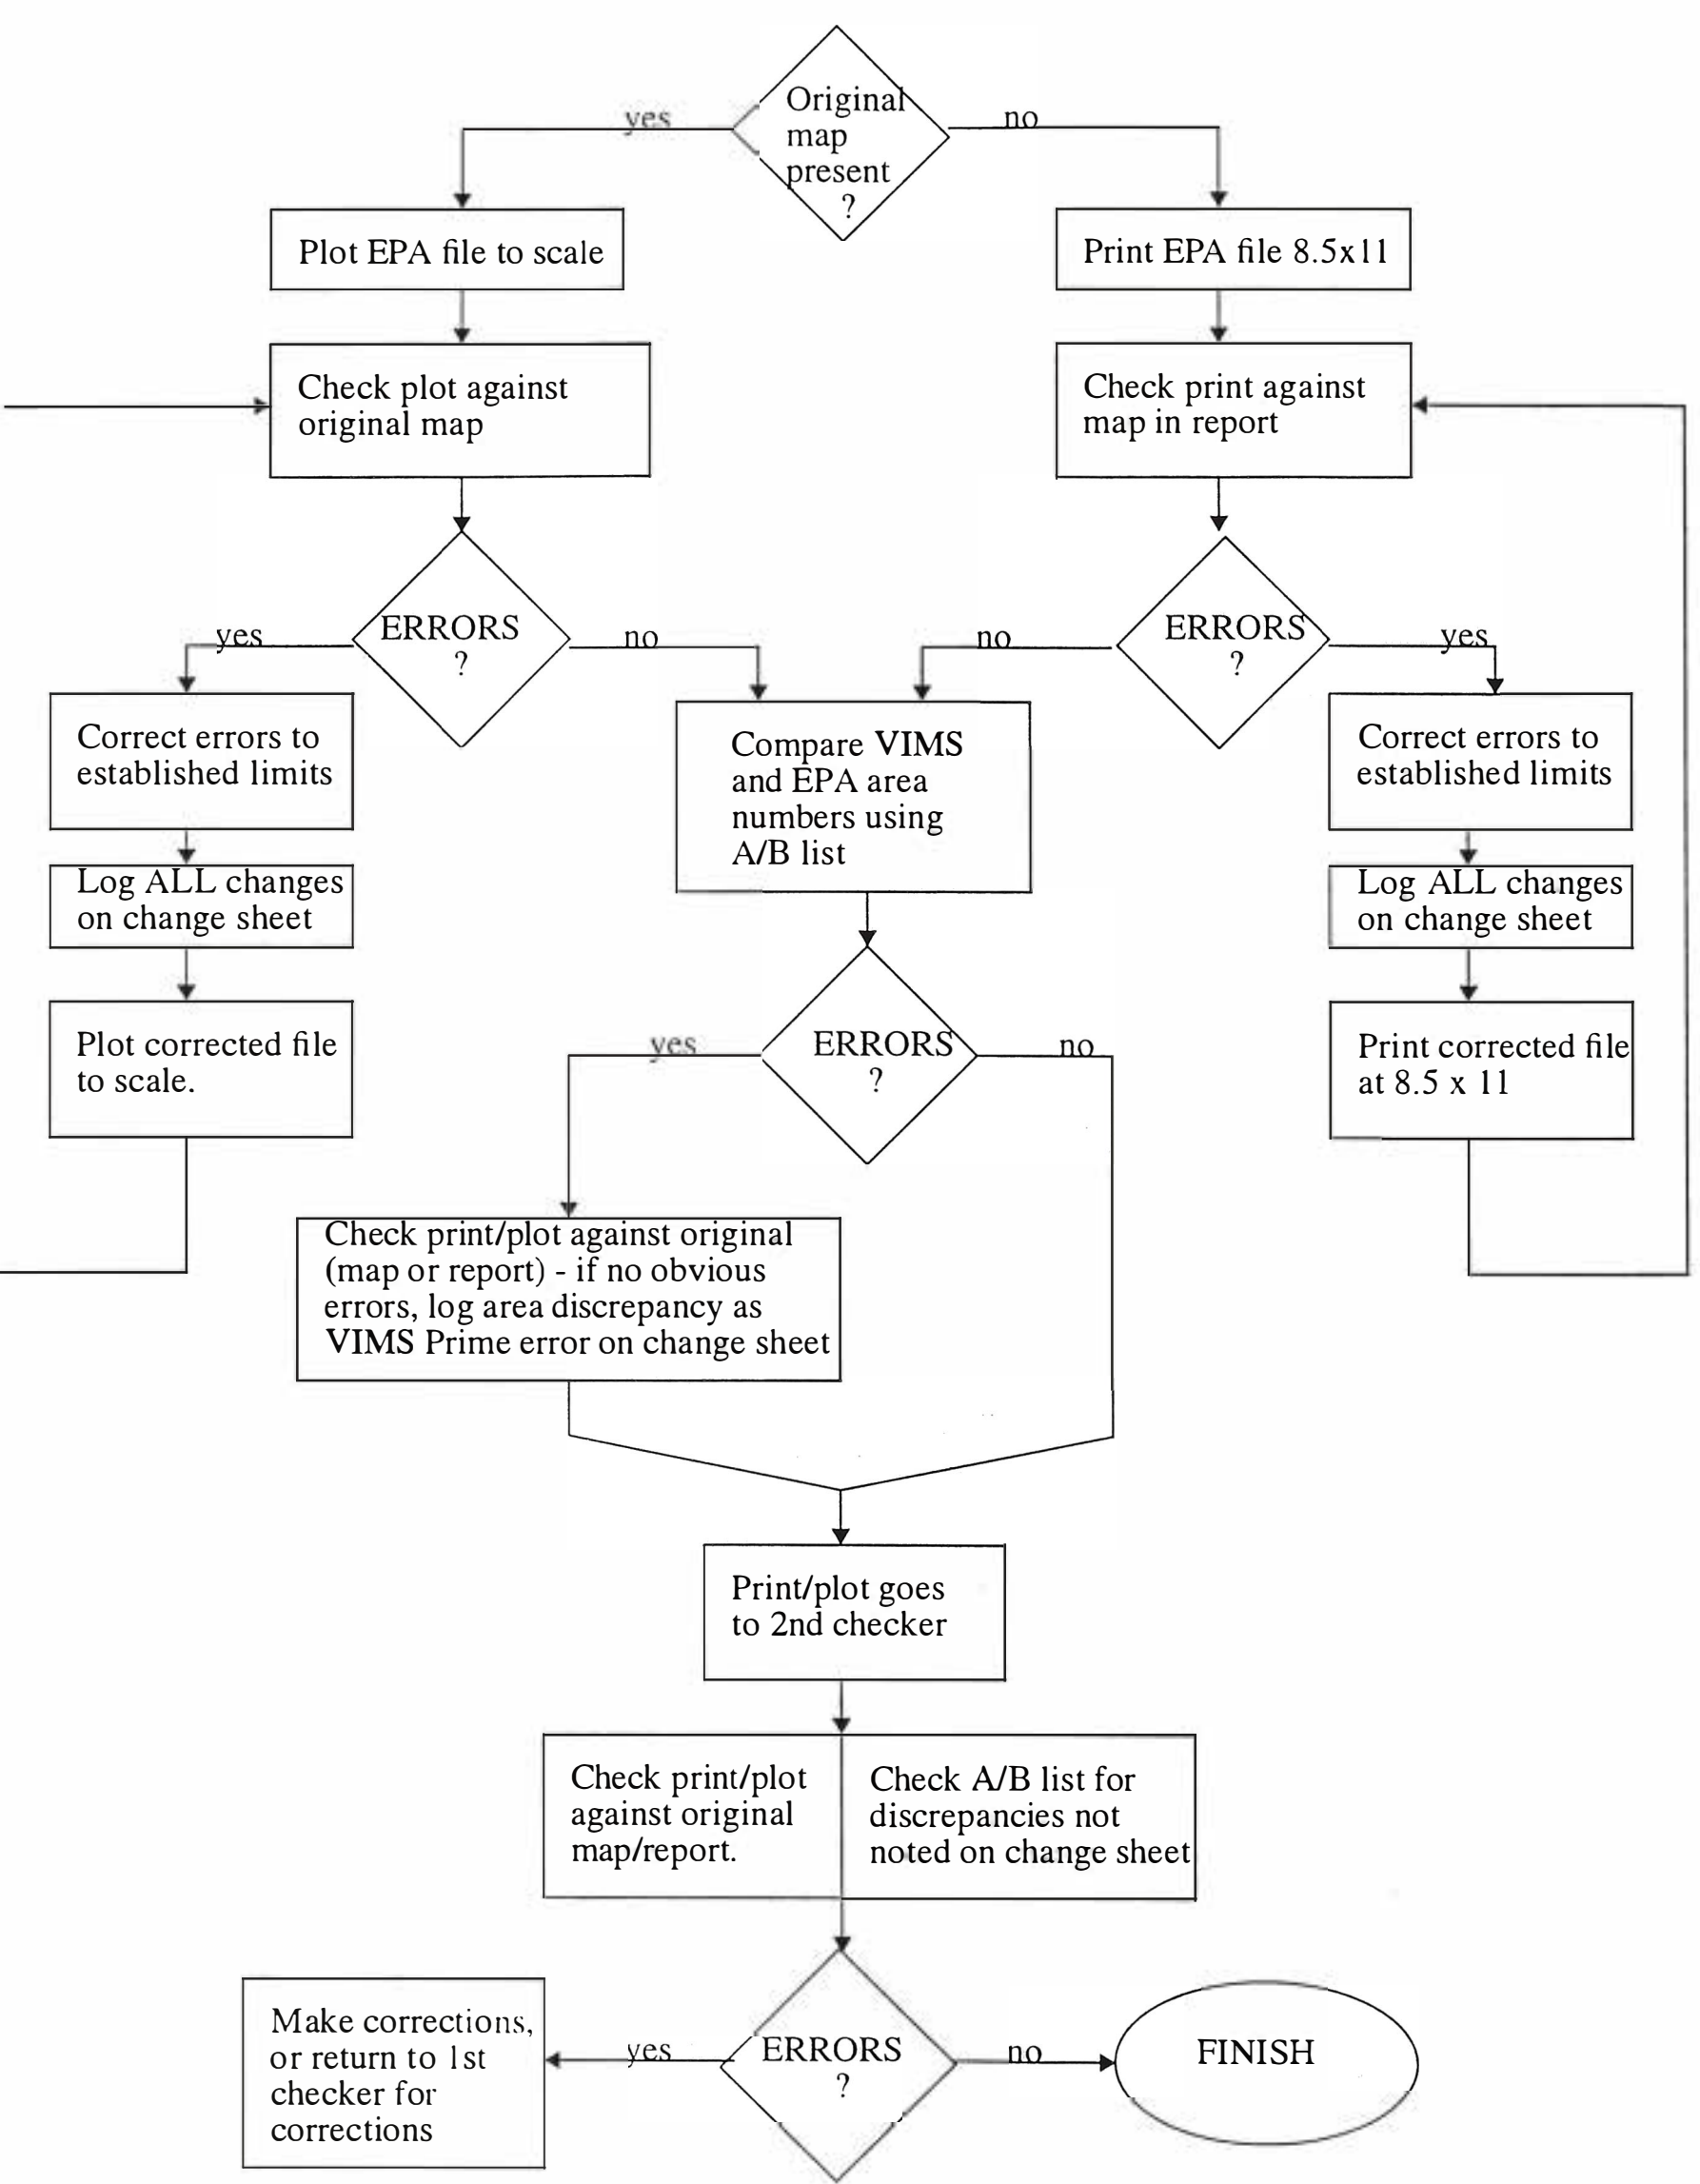 Original
map
present
?
yes
no
Plot EPA file to scale
Print EPA file 8.5x11
Check plot against
original map
Check print against
map in report
ERRORS
?
yes
no
ERRORS
?
no
yes
Correct errors to
established limits
Compare VIMS
and EPA area
numbers using
A/B list
Correct errors to
established limits
Log ALL changes
on change sheet
Log ALL changes
on change sheet
Plot corrected file
to scale.
ERRORS
?
yes
no
Print corrected file
at 8.5 x 11
Check print/plot against original
(map or report) - if no obvious
errors, log area discrepancy as
VIMS Prime error on change sheet
Print/plot goes
to 2nd checker
Check print/plot
against original
map/report.
Check A/B list for
discrepancies not
noted on change sheet
Make corrections,
or return to 1st
checker for
corrections
yes
ERRORS
?
no
FINISH